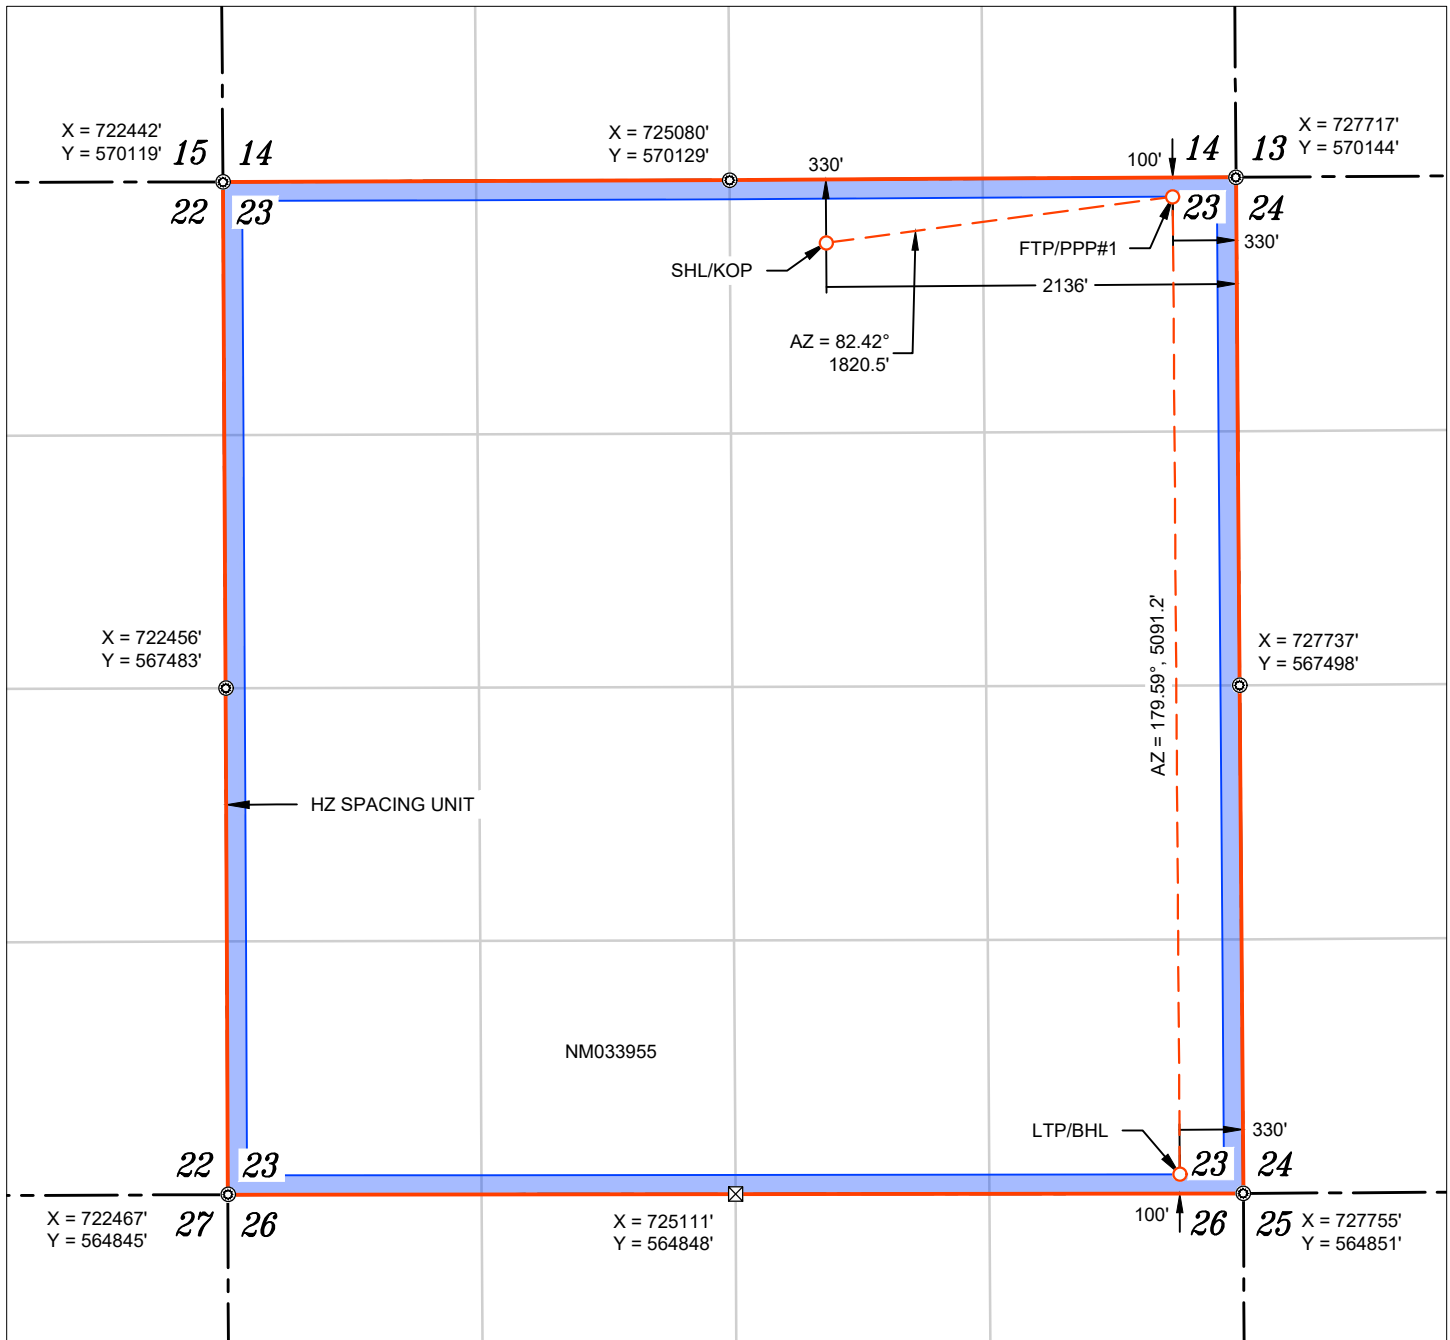 X = 722442'
Y = 570119'
15
14
X = 725080'
Y = 570129'
330'
100'
14
13
X = 727717'
Y = 570144'
22
23
23
24
SHL/KOP
FTP/PPP#1
330'
2136'
AZ = 82.42°
1820.5'
X = 722456'
Y = 567483'
AZ = 179.59°, 5091.2'
X = 727737'
Y = 567498'
HZ SPACING UNIT
NM033955
LTP/BHL
330'
22
23
23
24
X = 722467'
Y = 564845'
27
26
X = 725111'
Y = 564848'
100'
26
25
X = 727755'
Y = 564851'